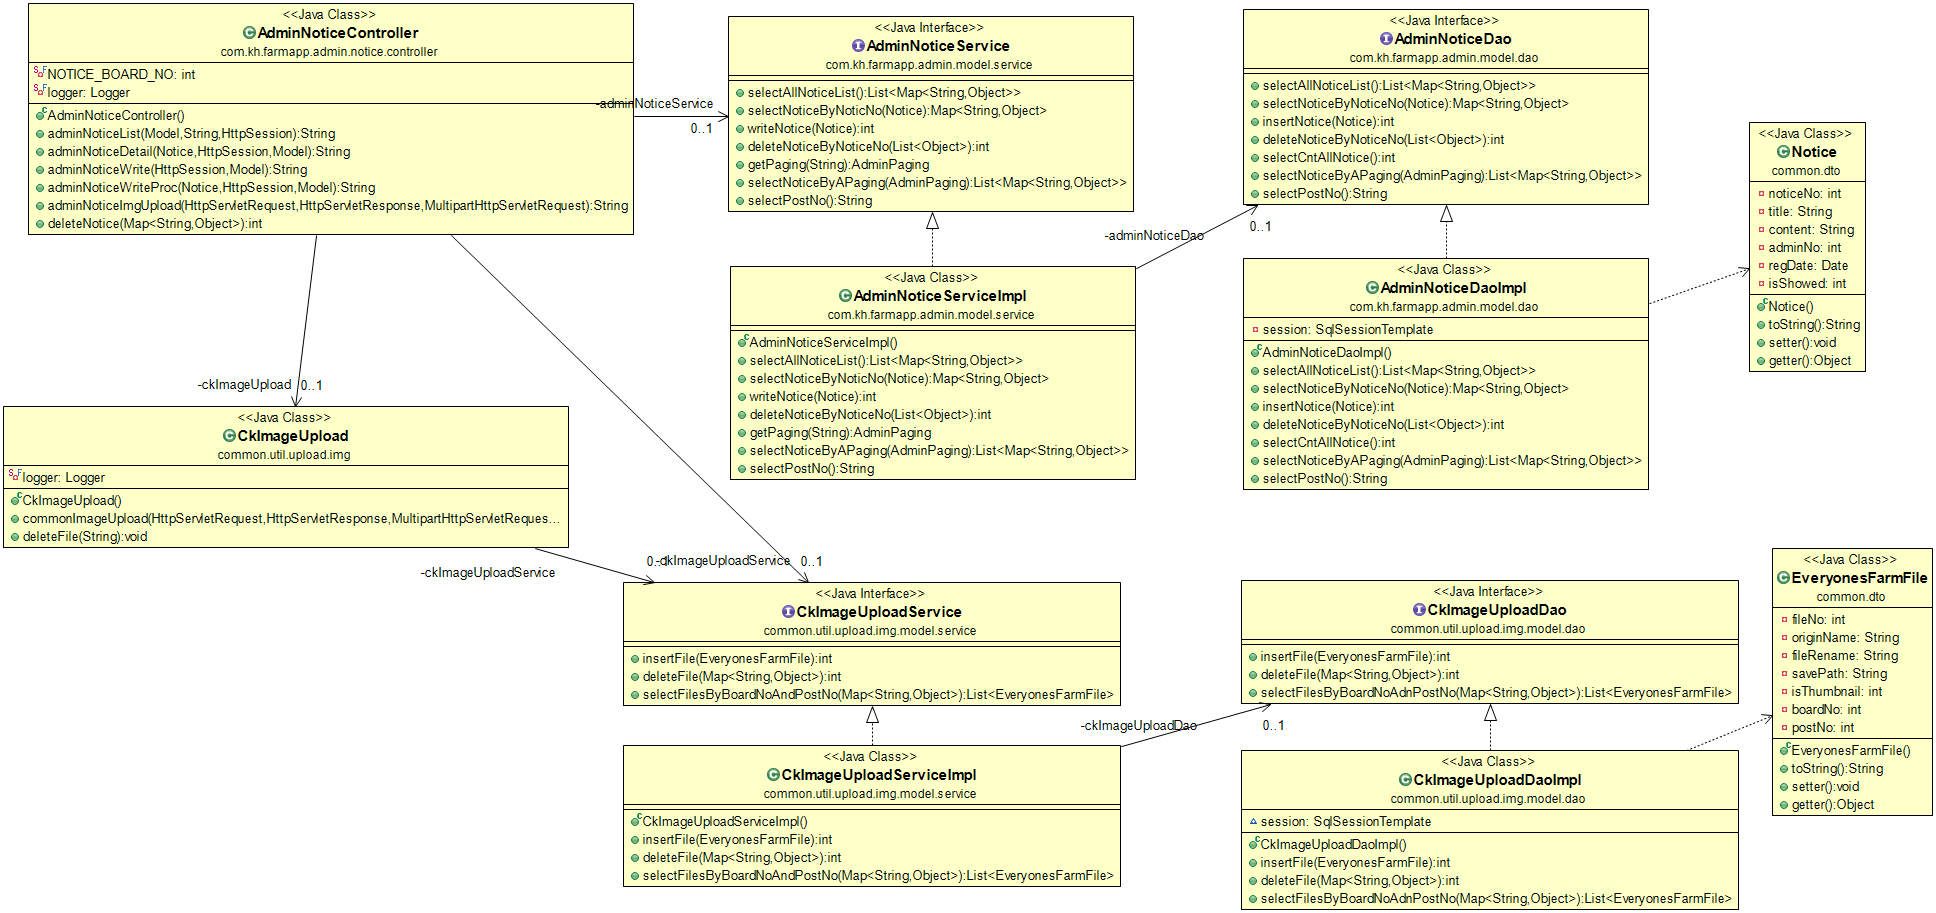 <<Java Class>>
AdminNoticeController
com.kh.farmapp.admin.notice.controller
NOTICE_BOARD_NO: int
logger: Logger
AdminNoticeController()
adminNoticeList(Model,String,HttpSession):String
adminNoticeDetail(Notice,HttpSession,Model):String
adminNoticeWrite(HttpSession,Model):String
adminNoticeWriteProc(Notice,HttpSession,Model):String
adminNoticeImgUpload(HttpServletRequest,HttpServletResponse,MultipartHttpServletRequest):String
deleteNotice(Map<String,Object>):int
-adminNoticeService
0..1
<<Java Interface>>
AdminNoticeService
com.kh.farmapp.admin.model.service
selectAllNoticeList():List<Map<String,Object>>
selectNoticeByNoticNo(Notice):Map<String,Object>
writeNotice(Notice):int
deleteNoticeByNoticeNo(List<Object>):int
getPaging(String):AdminPaging
selectNoticeByAPaging(AdminPaging):List<Map<String,Object>>
selectPostNo():String
<<Java Interface>>
AdminNoticeDao
com.kh.farmapp.admin.model.dao
selectAllNoticeList():List<Map<String,Object>>
selectNoticeByNoticeNo(Notice):Map<String,Object>
insertNotice(Notice):int
deleteNoticeByNoticeNo(List<Object>):int
selectCntAllNotice():int
selectNoticeByAPaging(AdminPaging):List<Map<String,Object>>
selectPostNo():String
<<Java Class>>
Notice
common.dto
noticeNo: int
title: String
content: String
adminNo: int
regDate: Date
isShowed: int
Notice()
toString():String
setter():void
getter():Object
-adminNoticeDao
0..1
<<Java Class>>
AdminNoticeServiceImpl
com.kh.farmapp.admin.model.service
AdminNoticeServiceImpl()
selectAllNoticeList():List<Map<String,Object>>
selectNoticeByNoticNo(Notice):Map<String,Object>
writeNotice(Notice):int
deleteNoticeByNoticeNo(List<Object>):int
getPaging(String):AdminPaging
selectNoticeByAPaging(AdminPaging):List<Map<String,Object>>
selectPostNo():String
<<Java Class>>
AdminNoticeDaoImpl
com.kh.farmapp.admin.model.dao
session: SqlSessionTemplate
AdminNoticeDaoImpl()
selectAllNoticeList():List<Map<String,Object>>
selectNoticeByNoticeNo(Notice):Map<String,Object>
insertNotice(Notice):int
deleteNoticeByNoticeNo(List<Object>):int
selectCntAllNotice():int
selectNoticeByAPaging(AdminPaging):List<Map<String,Object>>
selectPostNo():String
-ckImageUpload
0..1
<<Java Class>>
CkImageUpload
common.util.upload.img
logger: Logger
CkImageUpload()
commonImageUpload(HttpServletRequest,HttpServletResponse,MultipartHttpServletReques...
deleteFile(String):void
-ckImageUploadService
0..1
-ckImageUploadService
0..1
<<Java Interface>>
CkImageUploadService
common.util.upload.img.model.service
insertFile(EveryonesFarmFile):int
deleteFile(Map<String,Object>):int
selectFilesByBoardNoAndPostNo(Map<String,Object>):List<EveryonesFarmFile>
<<Java Interface>>
CkImageUploadDao
common.util.upload.img.model.dao
insertFile(EveryonesFarmFile):int
deleteFile(Map<String,Object>):int
selectFilesByBoardNoAdnPostNo(Map<String,Object>):List<EveryonesFarmFile>
<<Java Class>>
EveryonesFarmFile
common.dto
fileNo: int
originName: String
fileRename: String
savePath: String
isThumbnail: int
boardNo: int
postNo: int
EveryonesFarmFile()
toString():String
setter():void
getter():Object
-ckImageUploadDao
0..1
<<Java Class>>
CkImageUploadServiceImpl
common.util.upload.img.model.service
CkImageUploadServiceImpl()
insertFile(EveryonesFarmFile):int
deleteFile(Map<String,Object>):int
selectFilesByBoardNoAndPostNo(Map<String,Object>):List<EveryonesFarmFile>
<<Java Class>>
CkImageUploadDaoImpl
common.util.upload.img.model.dao
session: SqlSessionTemplate
CkImageUploadDaoImpl()
insertFile(EveryonesFarmFile):int
deleteFile(Map<String,Object>):int
selectFilesByBoardNoAdnPostNo(Map<String,Object>):List<EveryonesFarmFile>